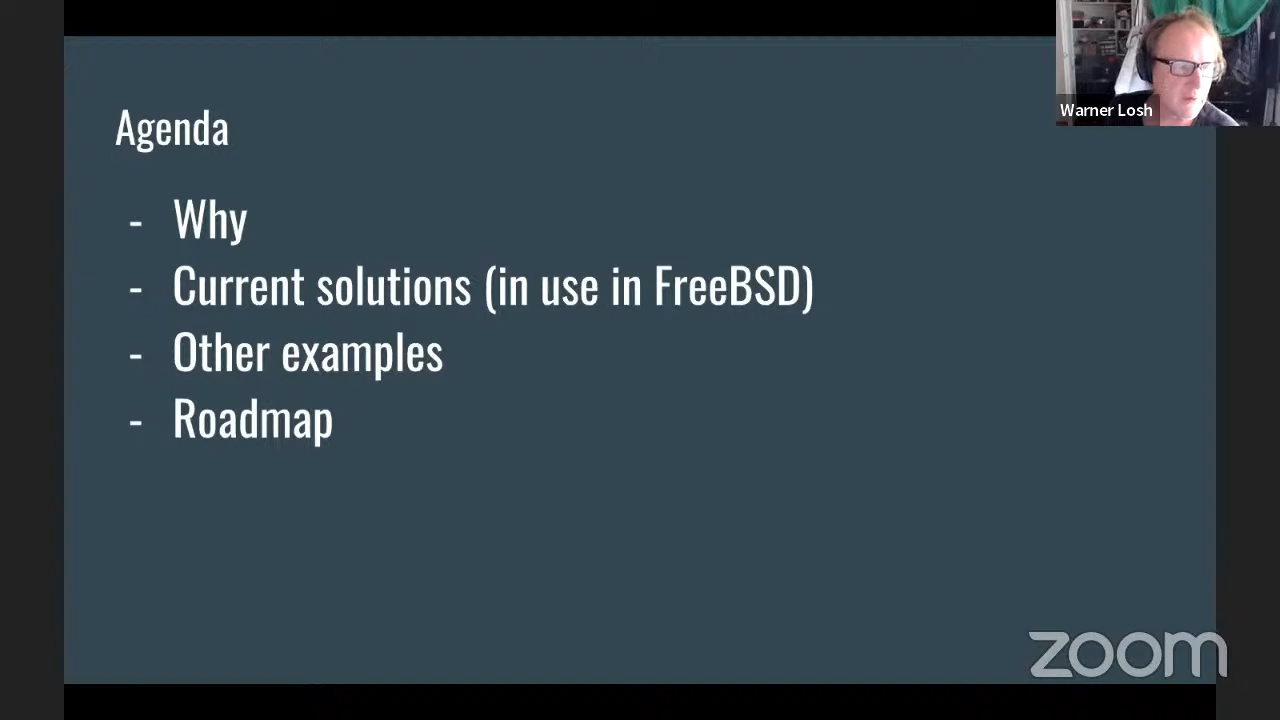 Warner Losh
Agenda
- Why
- Current solutions (in use in FreeBSD)
- Other examples
- Roadmap
zoom